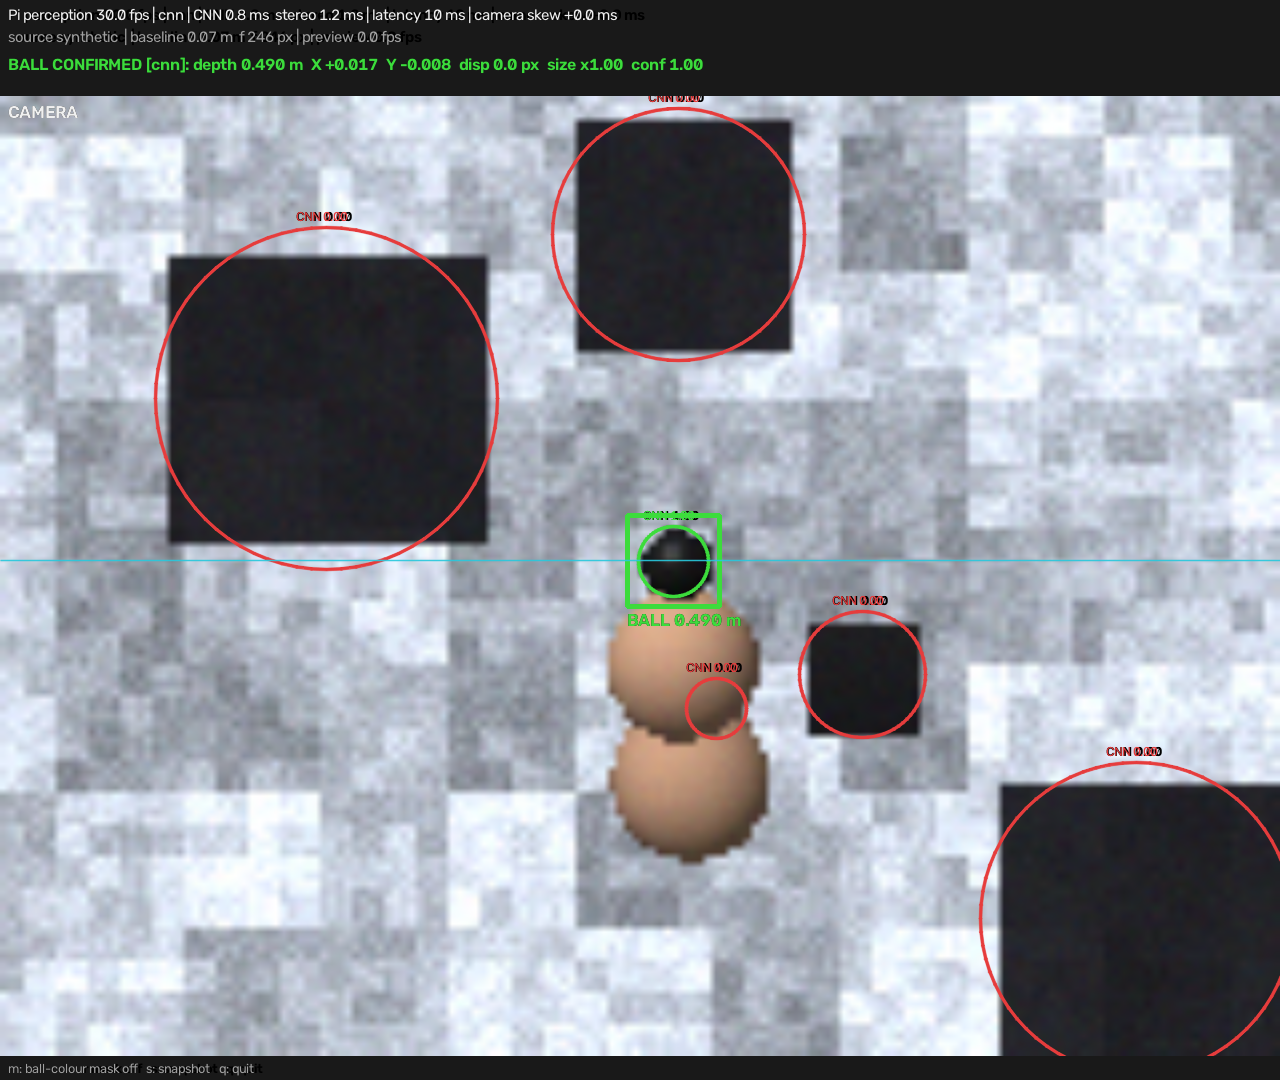 Pi perception 30.0 fps | cnn | CNN 0.8 ms stereo 1.2 ms | latency 10 ms | camera skew +0.0 ms
source synthetic | baseline 0.07 m f 246 px | preview 0.0 fps
BALL CONFIRMED [cnn]: depth 0.490 m X +0.017 Y -0.008 disp 0.0 px size x1.00 conf 1.00
CAMERA
CNN 0.00
CNN 0.00
CNN 1.00
CNN 0.00
BALL 0.490 m
CNN 0.00
CNN 0.00
m: ball-colour mask off s: snapshot q: quit